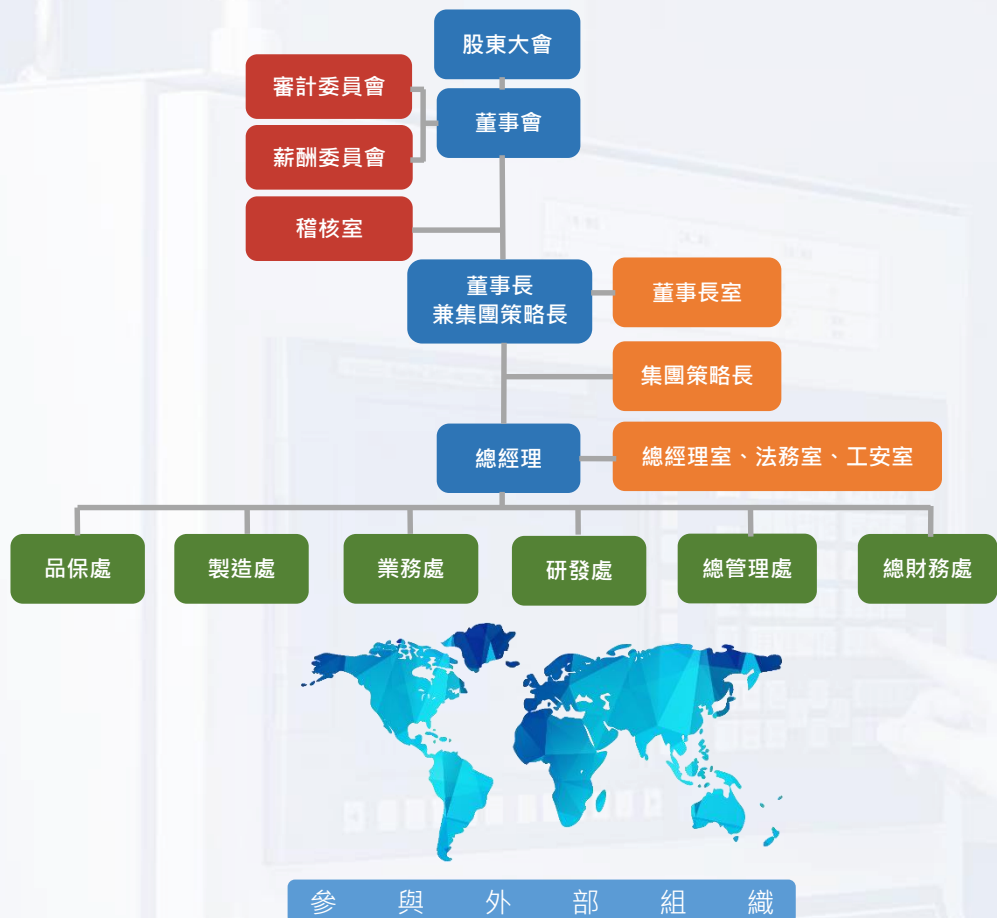 股東大會
審計委員會
董事會
薪酬委員會
稽核室
董事長
兼集團策略長
董事長室
集團策略長
總經理
總經理室、法務室、工安室
品保處
製造處
業務處
研發處
總管理處
總財務處
參與外部組織